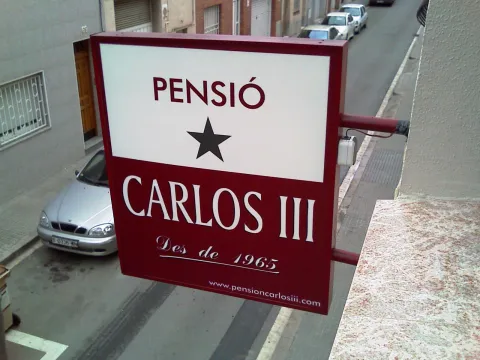 PENSIÓ
CARLOS III
Des de 1965
www.pensioncarlosiii.com